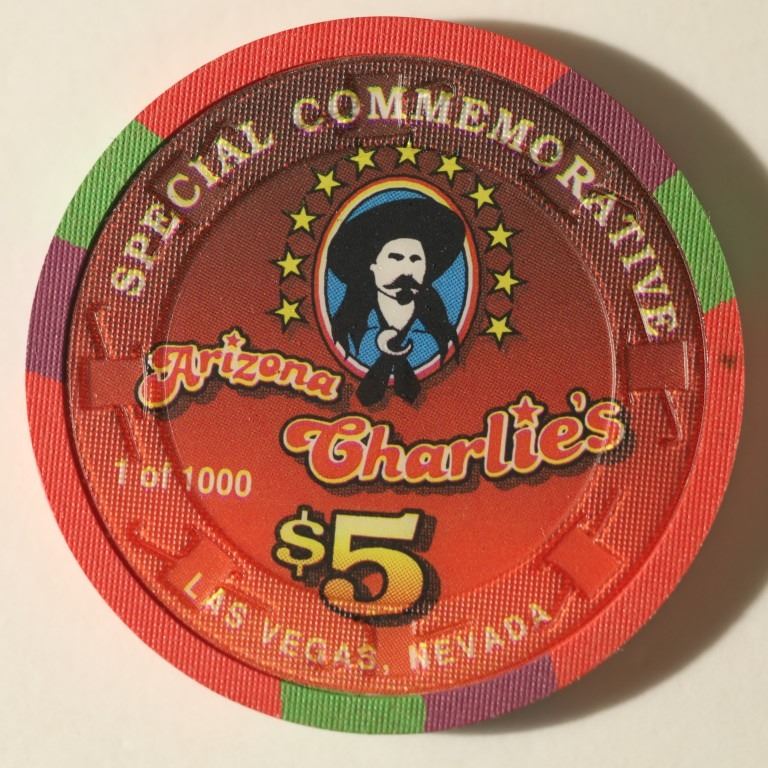 SPECIAL COMMEMORATIVE
Arizona
Charlie's
1 of 1000
$5
LAS VEGAS, NEVADA